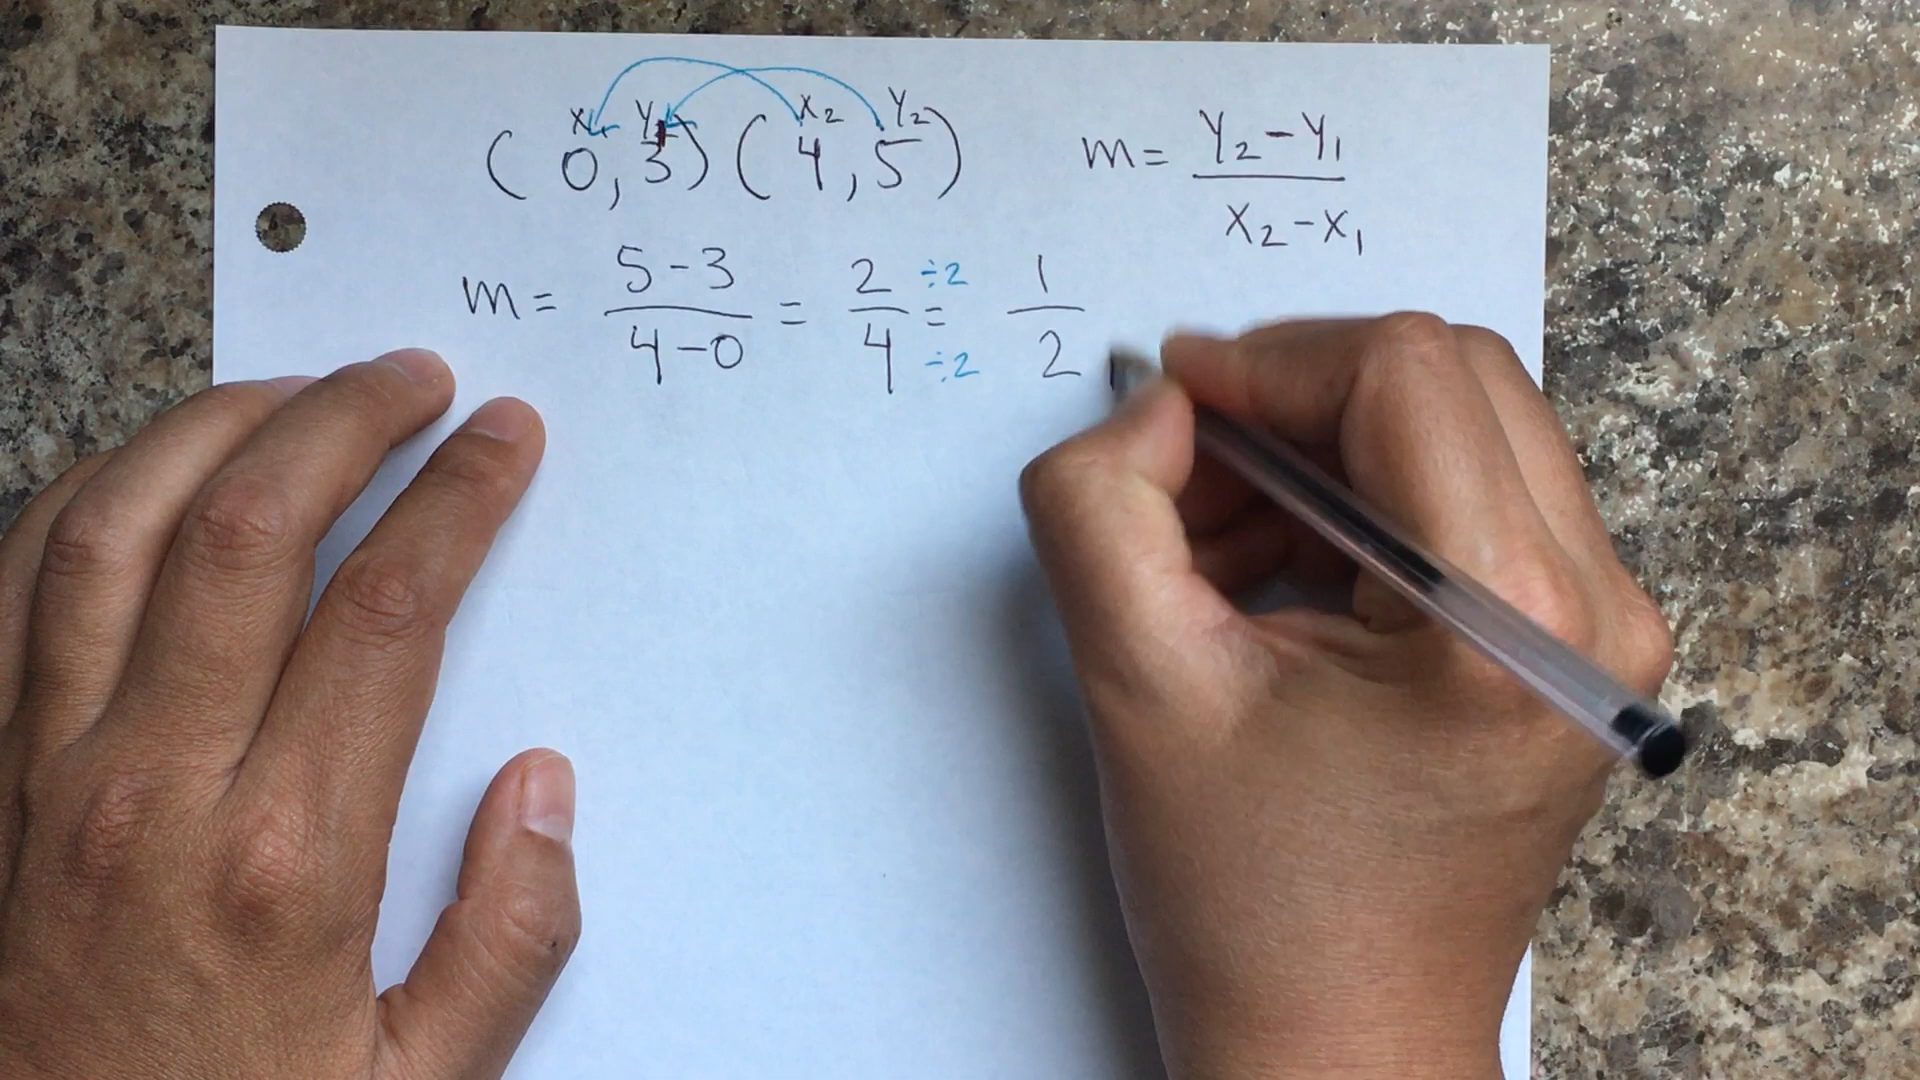 x₁ y₁ x₂ y₂
(0,3) (4,5) m = y₂-y₁ / x₂-x₁
m = 5-3 / 4-0 = 2 ÷2 / 4 ÷2 = 1 / 2